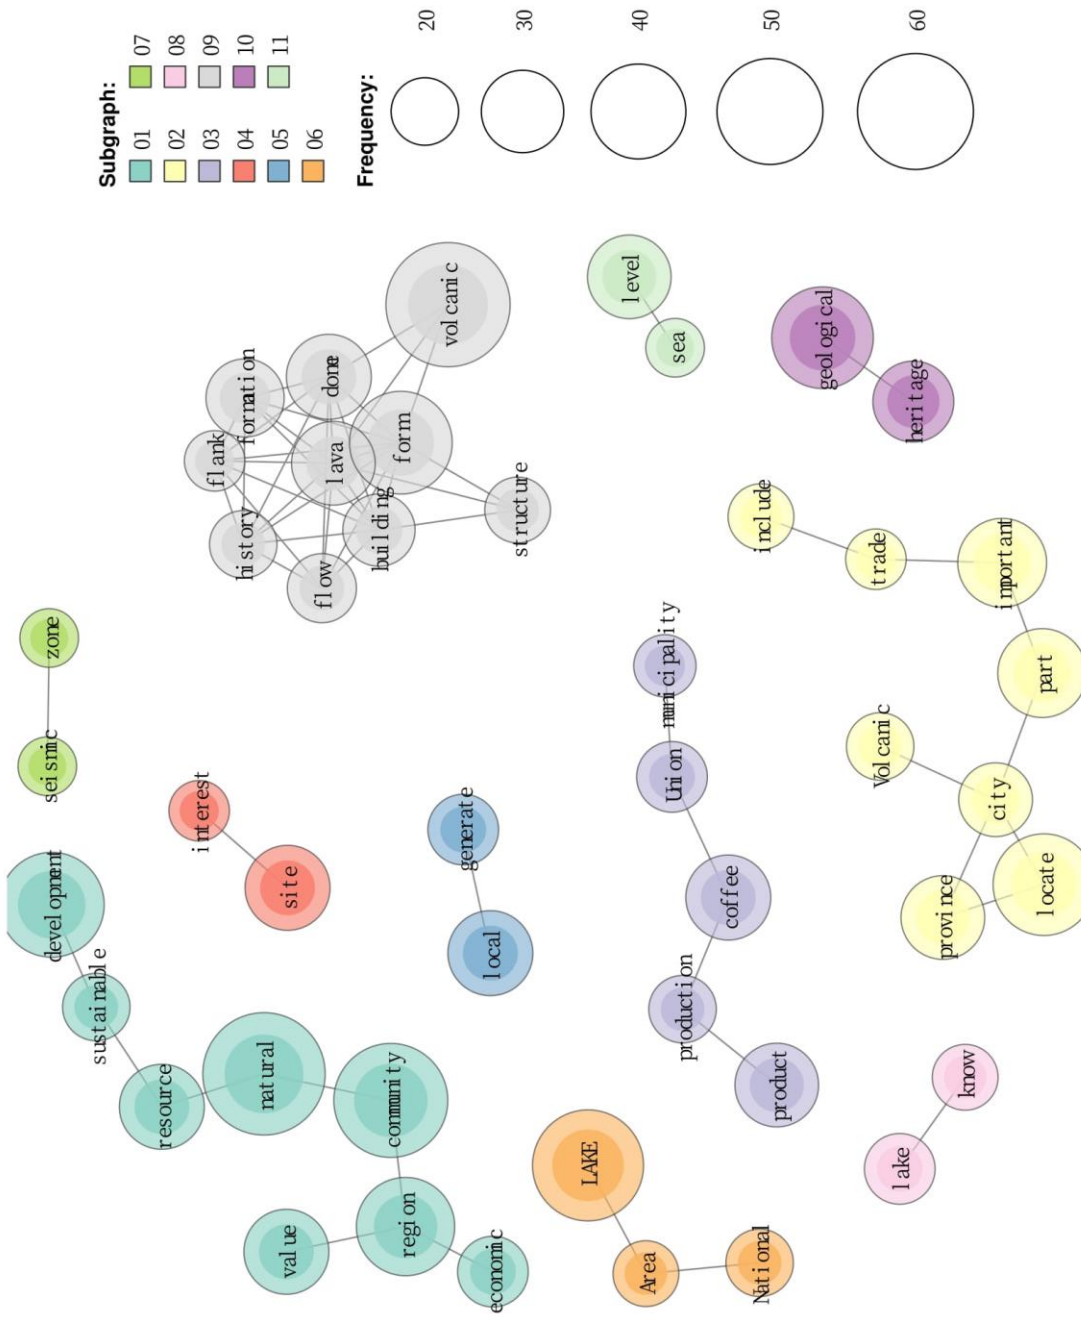 development
sustainable
resource
natural
community
region
value
economic
seismic
zone
interest
site
generate
local
LAKE
Area
National
formation
flank
history
flow
dome
lava
form
building
volcanic
structure
municipality
Union
coffee
production
product
lake
know
include
trade
important
part
Volcanic
city
province
locate
level
sea
geological
heritage
Subgraph:
01 07
02 08
03 09
04 10
05 11
06
Frequency:
20
30
40
50
60